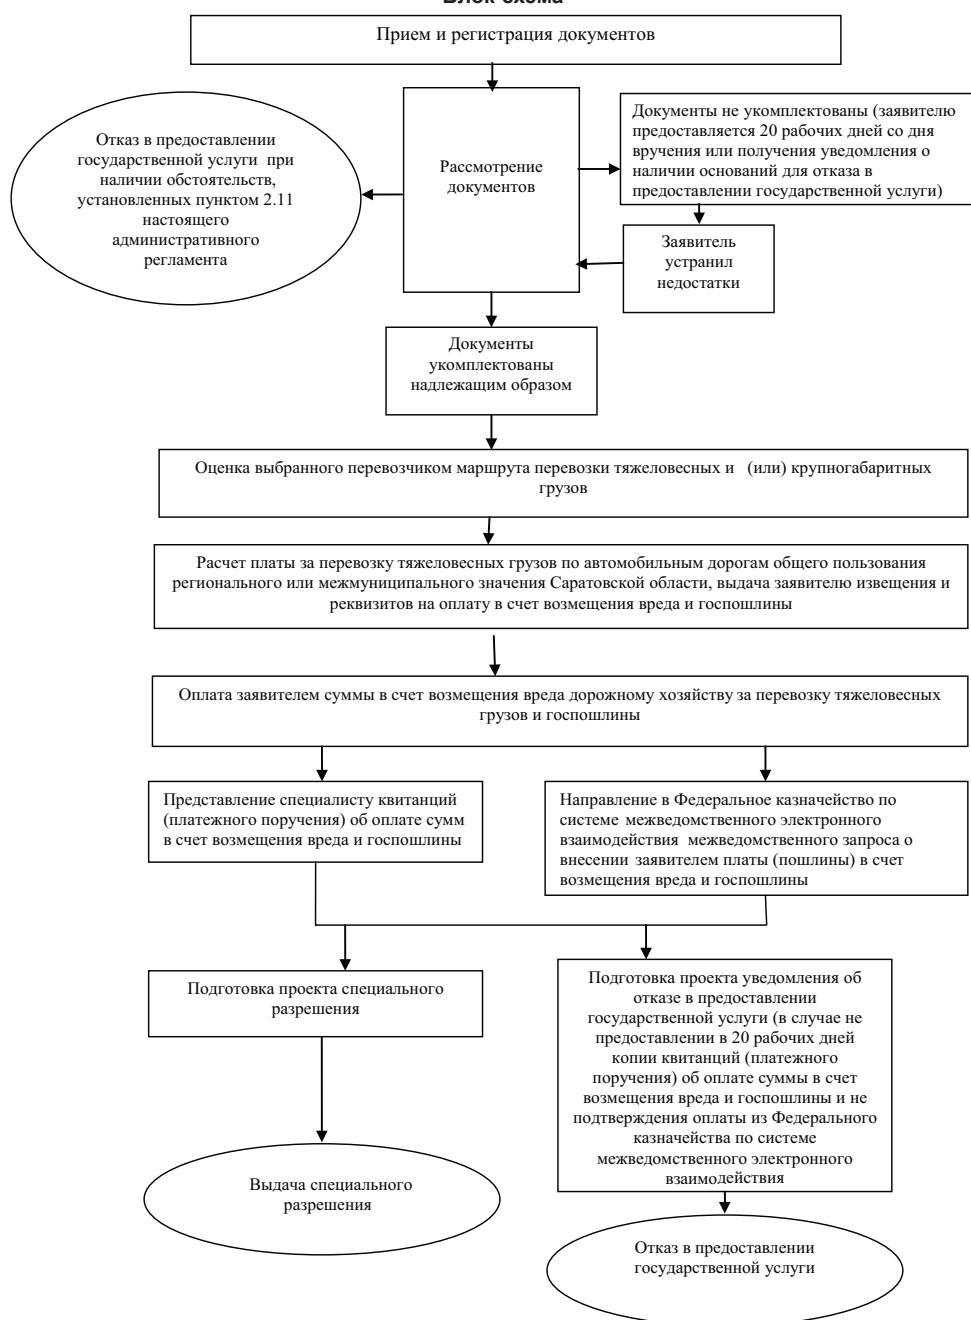 Блок-схема
Прием и регистрация документов
Отказ в предоставлении
государственной услуги при
наличии обстоятельств,
установленных пунктом 2.11
настоящего
административного
регламента
Рассмотрение
документов
Документы не укомплектованы (заявителю
предоставляется 20 рабочих дней со дня
вручения или получения уведомления о
наличии оснований для отказа в
предоставлении государственной услуги)
Заявитель
устранил
недостатки
Документы
укомплектованы
надлежащим образом
Оценка выбранного перевозчиком маршрута перевозки тяжеловесных и (или) крупногабаритных
грузов
Расчет платы за перевозку тяжеловесных грузов по автомобильным дорогам общего пользования
регионального или межмуниципального значения Саратовской области, выдача заявителю извещения и
реквизитов на оплату в счет возмещения вреда и госпошлины
Оплата заявителем суммы в счет возмещения вреда дорожному хозяйству за перевозку тяжеловесных
грузов и госпошлины
Представление специалисту квитанций
(платежного поручения) об оплате сумм
в счет возмещения вреда и госпошлины
Направление в Федеральное казначейство по
системе межведомственного электронного
взаимодействия межведомственного запроса о
внесении заявителем платы (пошлины) в счет
возмещения вреда и госпошлины
Подготовка проекта специального
разрешения
Подготовка проекта уведомления об
отказе в предоставлении
государственной услуги (в случае не
предоставлении в 20 рабочих дней
копии квитанций (платежного
поручения) об оплате суммы в счет
возмещения вреда и госпошлины и не
подтверждения оплаты из Федерального
казначейства по системе
межведомственного электронного
взаимодействия
Выдача специального
разрешения
Отказ в предоставлении
государственной услуги